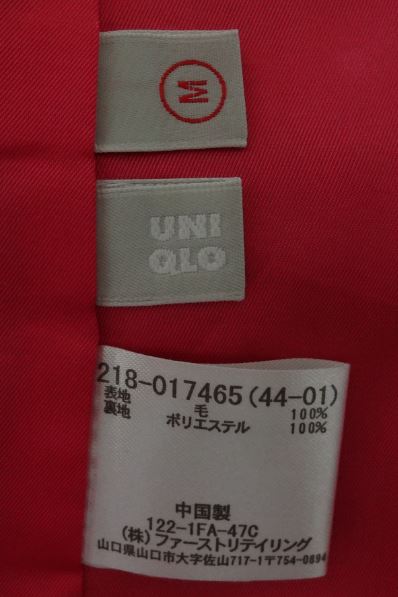 M
UNI
QLO
218-017465(44-01)
表地 毛 100%
裏地 ポリエステル 100%
中国製
122-1FA-47C
(株)ファーストリテイリング
山口県山口市大字佐山717-1〒754-0894